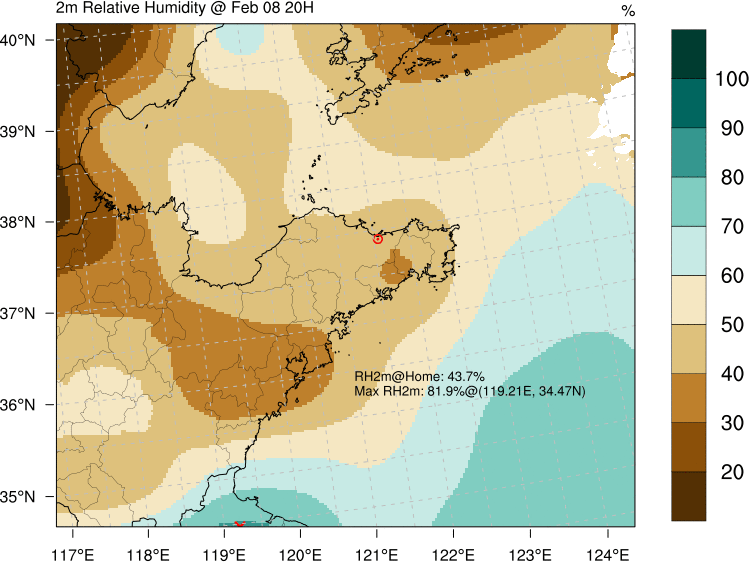 2m Relative Humidity @ Feb 08 20H
%
40°N
39°N
38°N
37°N
36°N
35°N
RH2m@Home: 43.7%
Max RH2m: 81.9%@(119.21E, 34.47N)
117°E 118°E 119°E 120°E 121°E 122°E 123°E 124°E
100
90
80
70
60
50
40
30
20